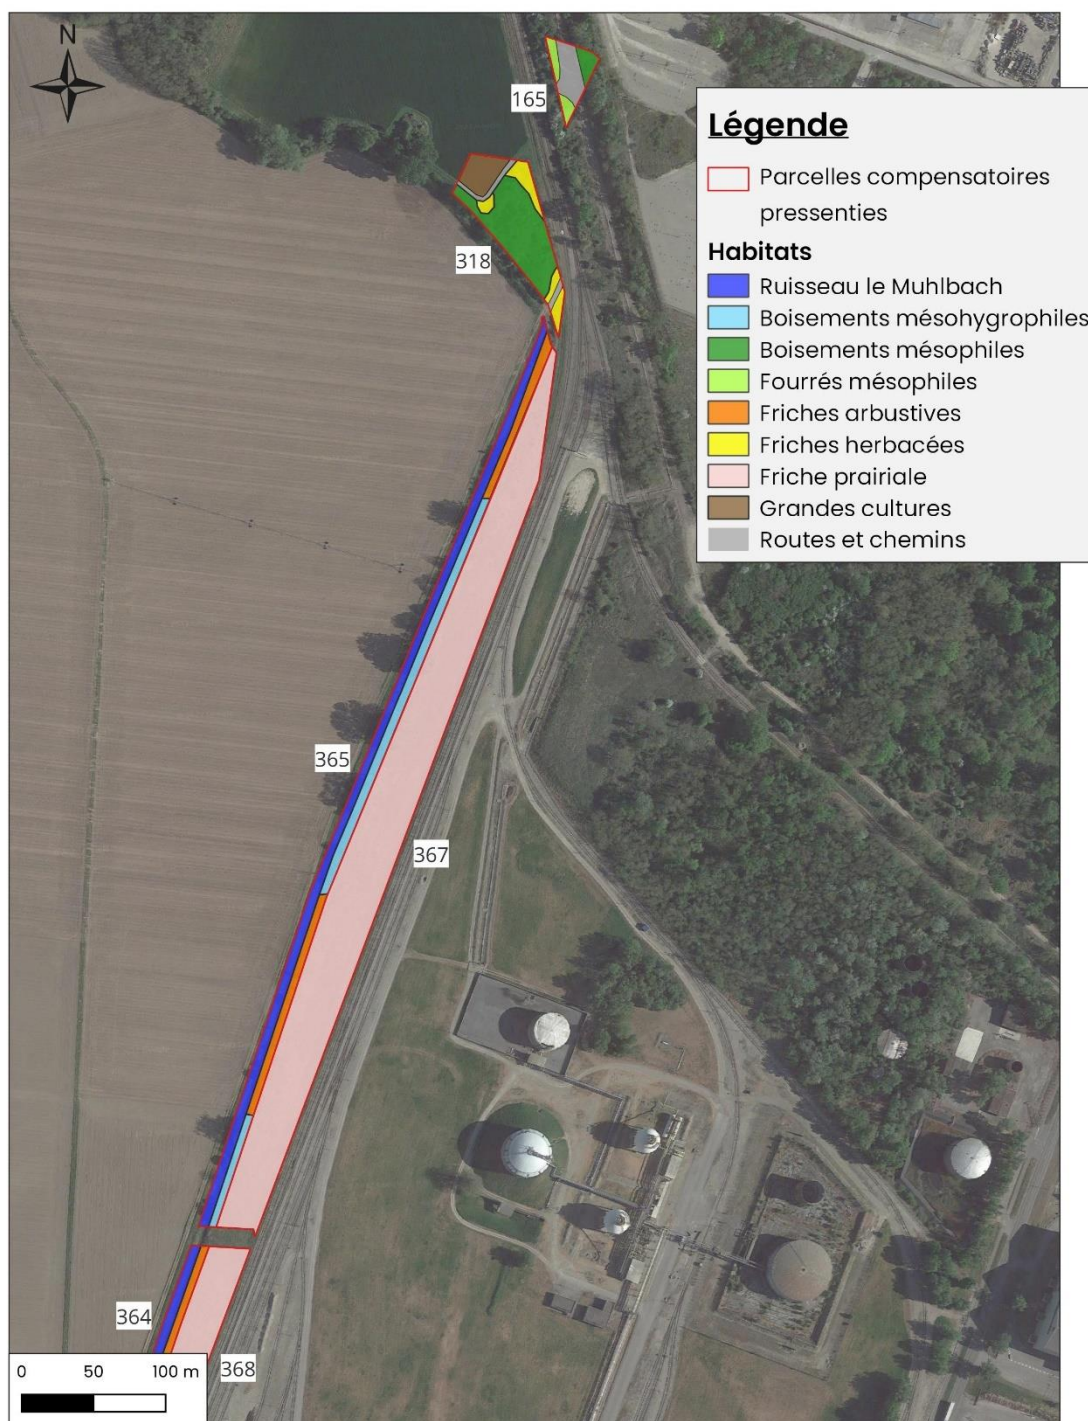 N
165
318
365
367
364
368
Légende
Parcelles compensatoires
pressenties
Habitats
Ruisseau le Muhlbach
Boisements mésohygrophiles
Boisements mésophiles
Fourrés mésophiles
Friches arbustives
Friches herbacées
Friche prairiale
Grandes cultures
Routes et chemins
0 50 100 m